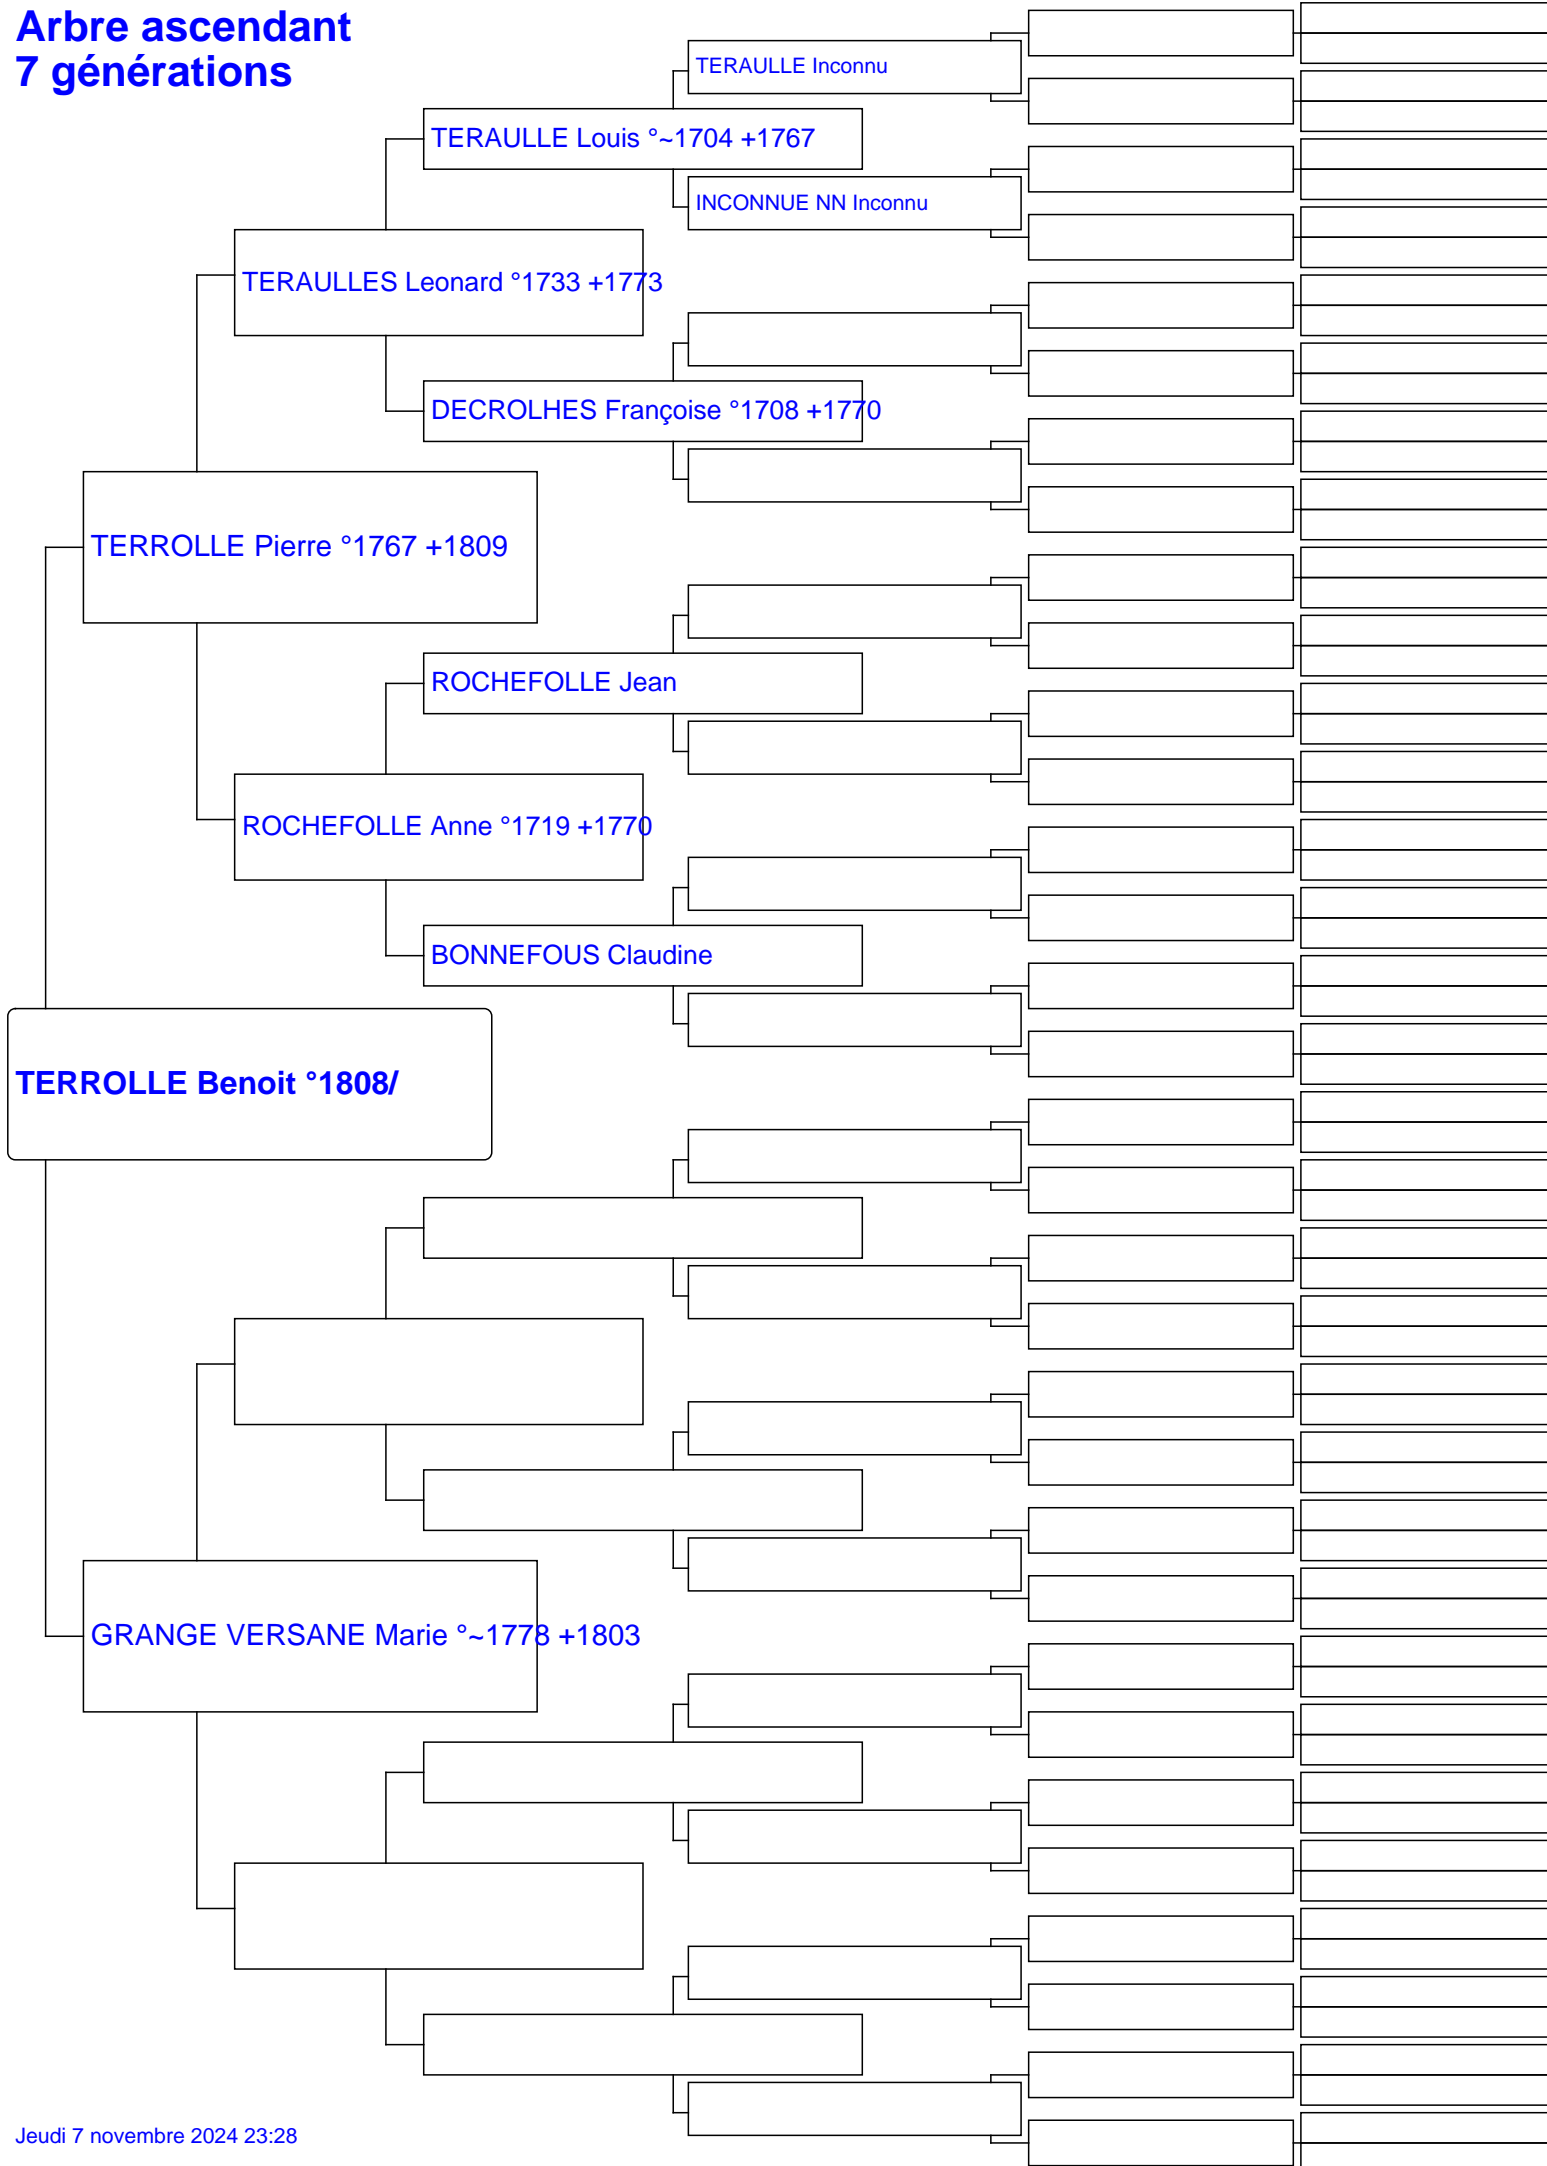 Arbre ascendant
7 générations
TERAULLE Inconnu
TERAULLE Louis °~1704 +1767
INCONNUE NN Inconnu
TERAULLES Leonard °1733 +1773
DECROLHES Françoise °1708 +1770
TERROLLE Pierre °1767 +1809
ROCHEFOLLE Jean
ROCHEFOLLE Anne °1719 +1770
BONNEFOUS Claudine
TERROLLE Benoit °1808/
GRANGE VERSANE Marie °~1778 +1803
Jeudi 7 novembre 2024 23:28